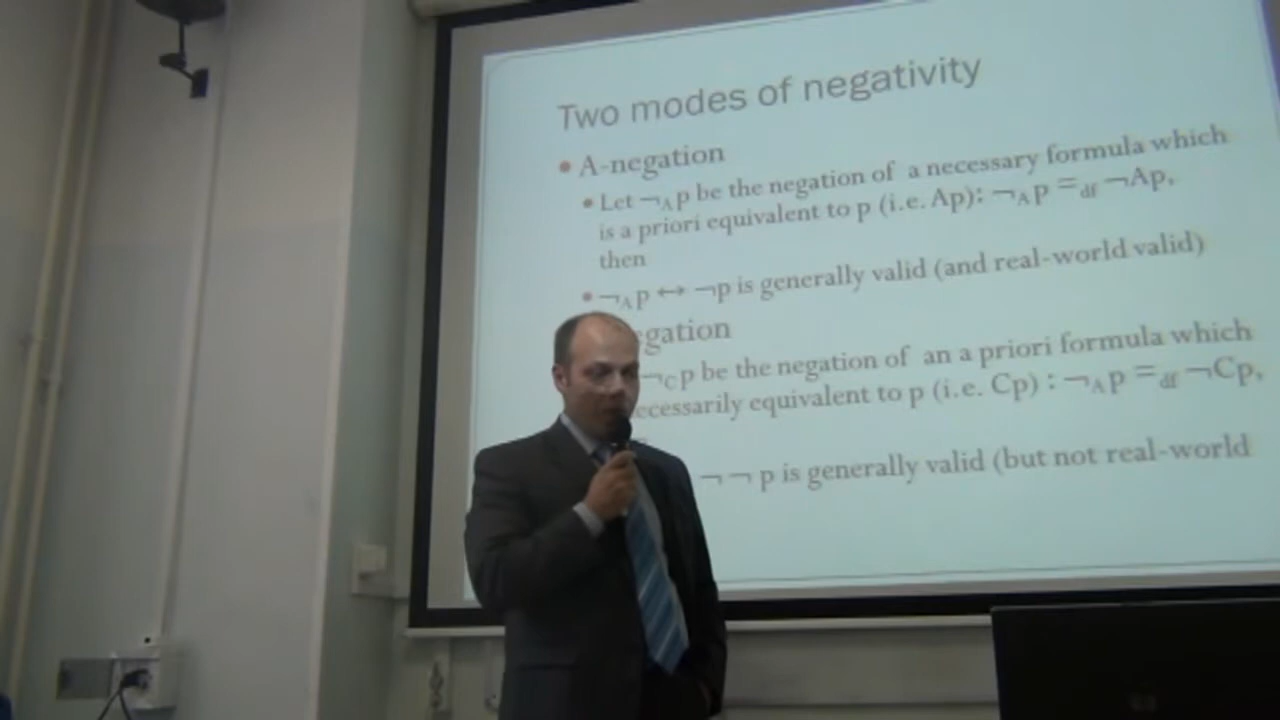 Two modes of negativity
• A-negation
• Let ¬Ap be the negation of a necessary formula which
is a priori equivalent to p (i.e. Ap): ¬Ap =df ¬Ap,
then
• ¬Ap ↔ ¬p is generally valid (and real-world valid)
gation
¬Cp be the negation of an a priori formula which
ecessarily equivalent to p (i.e. Cp) : ¬Ap =df ¬Cp,
¬ ¬ p is generally valid (but not real-world